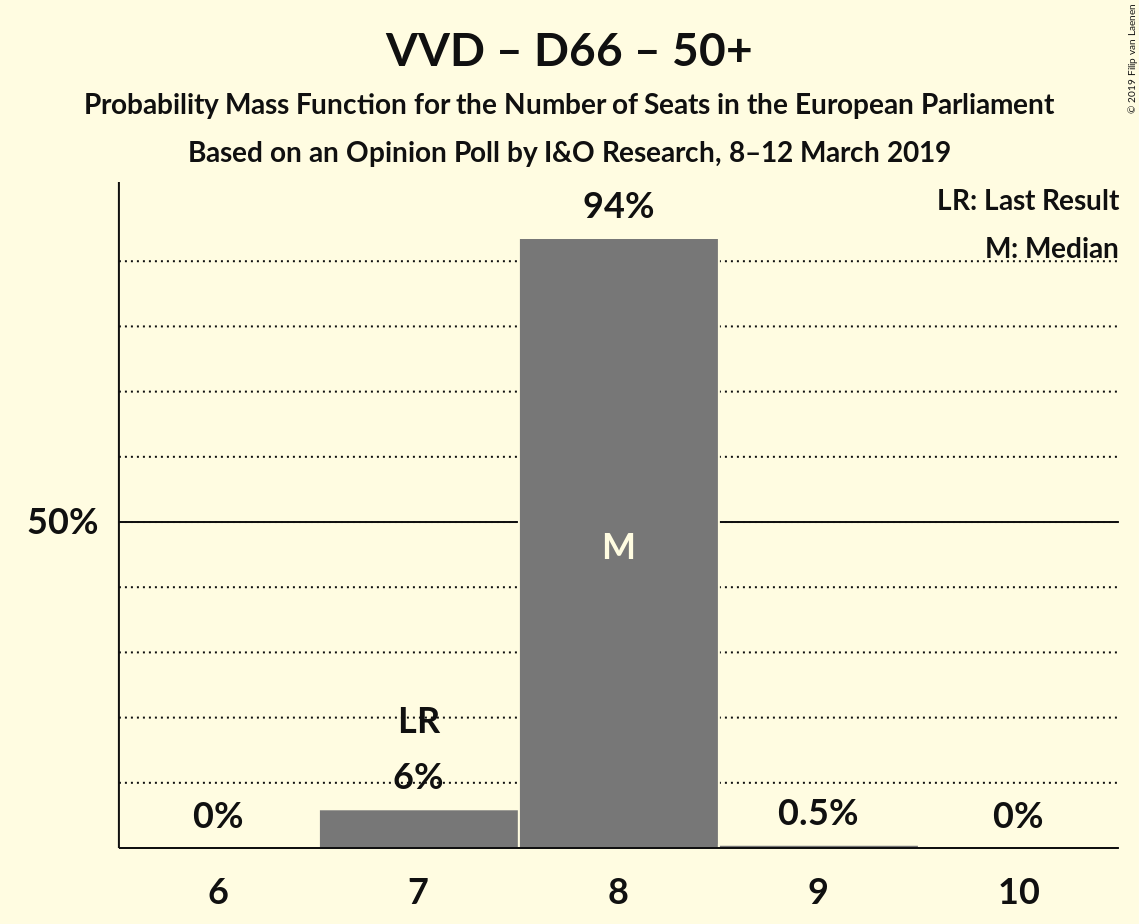 VVD – D66 – 50+
Probability Mass Function for the Number of Seats in the European Parliament
Based on an Opinion Poll by I&O Research, 8–12 March 2019
© 2019 Filip van Laenen
LR: Last Result
M: Median
94%
50%
M
LR
6%
0%
0.5%
0%
6
7
8
9
10